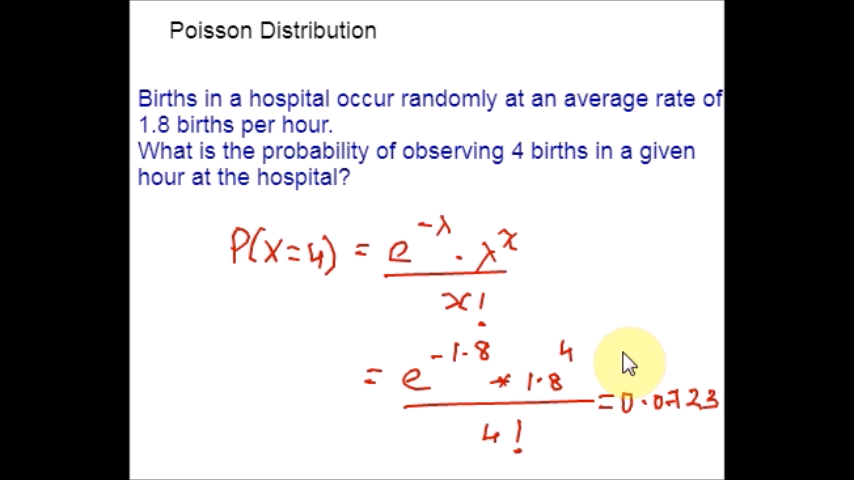 Poisson Distribution
Births in a hospital occur randomly at an average rate of
1.8 births per hour.
What is the probability of observing 4 births in a given
hour at the hospital?
P(x=4) = e^-λ · λ^x
x!
= e^-1.8 * 1.8^4
4!
= 0.0723